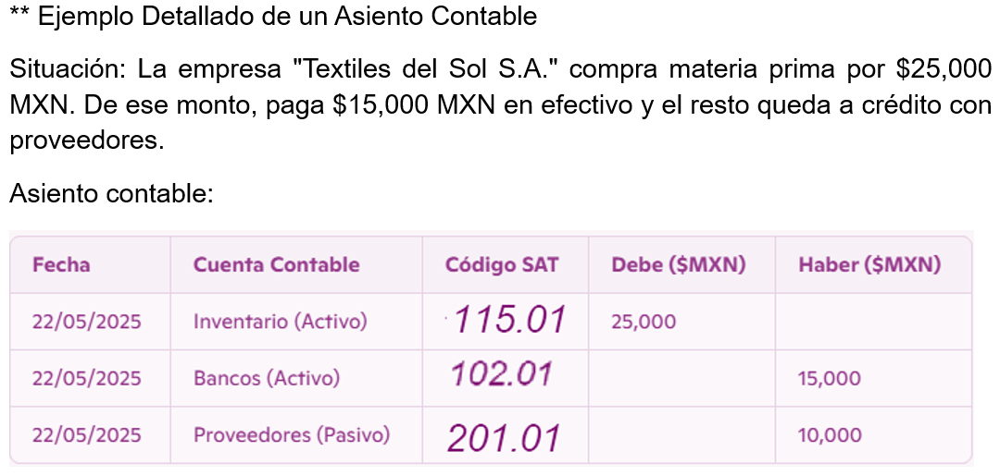 ** Ejemplo Detallado de un Asiento Contable
Situación: La empresa "Textiles del Sol S.A." compra materia prima por $25,000
MXN. De ese monto, paga $15,000 MXN en efectivo y el resto queda a crédito con
proveedores.
Asiento contable:
Fecha Cuenta Contable Código SAT Debe ($MXN) Haber ($MXN)
22/05/2025 Inventario (Activo) 115.01 25,000
22/05/2025 Bancos (Activo) 102.01 15,000
22/05/2025 Proveedores (Pasivo) 201.01 10,000